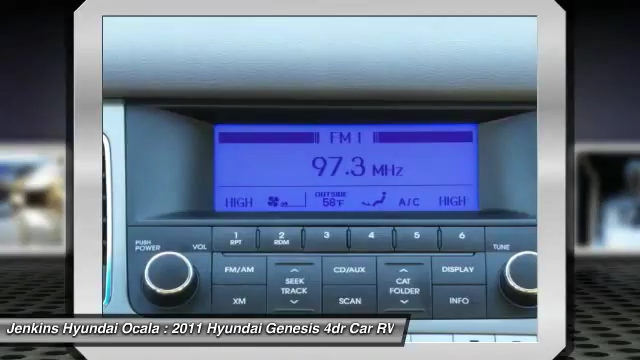 FM 1
97.3 MHz
HIGH OUTSIDE 58°F A/C HIGH
PUSH POWER VOL 1 RPT 2 RDM 3 4 5 6 TUNE
FM/AM SEEK TRACK CD/AUX CAT FOLDER DISPLAY
XM SCAN INFO
Jenkins Hyundai Ocala : 2011 Hyundai Genesis 4dr Car RV